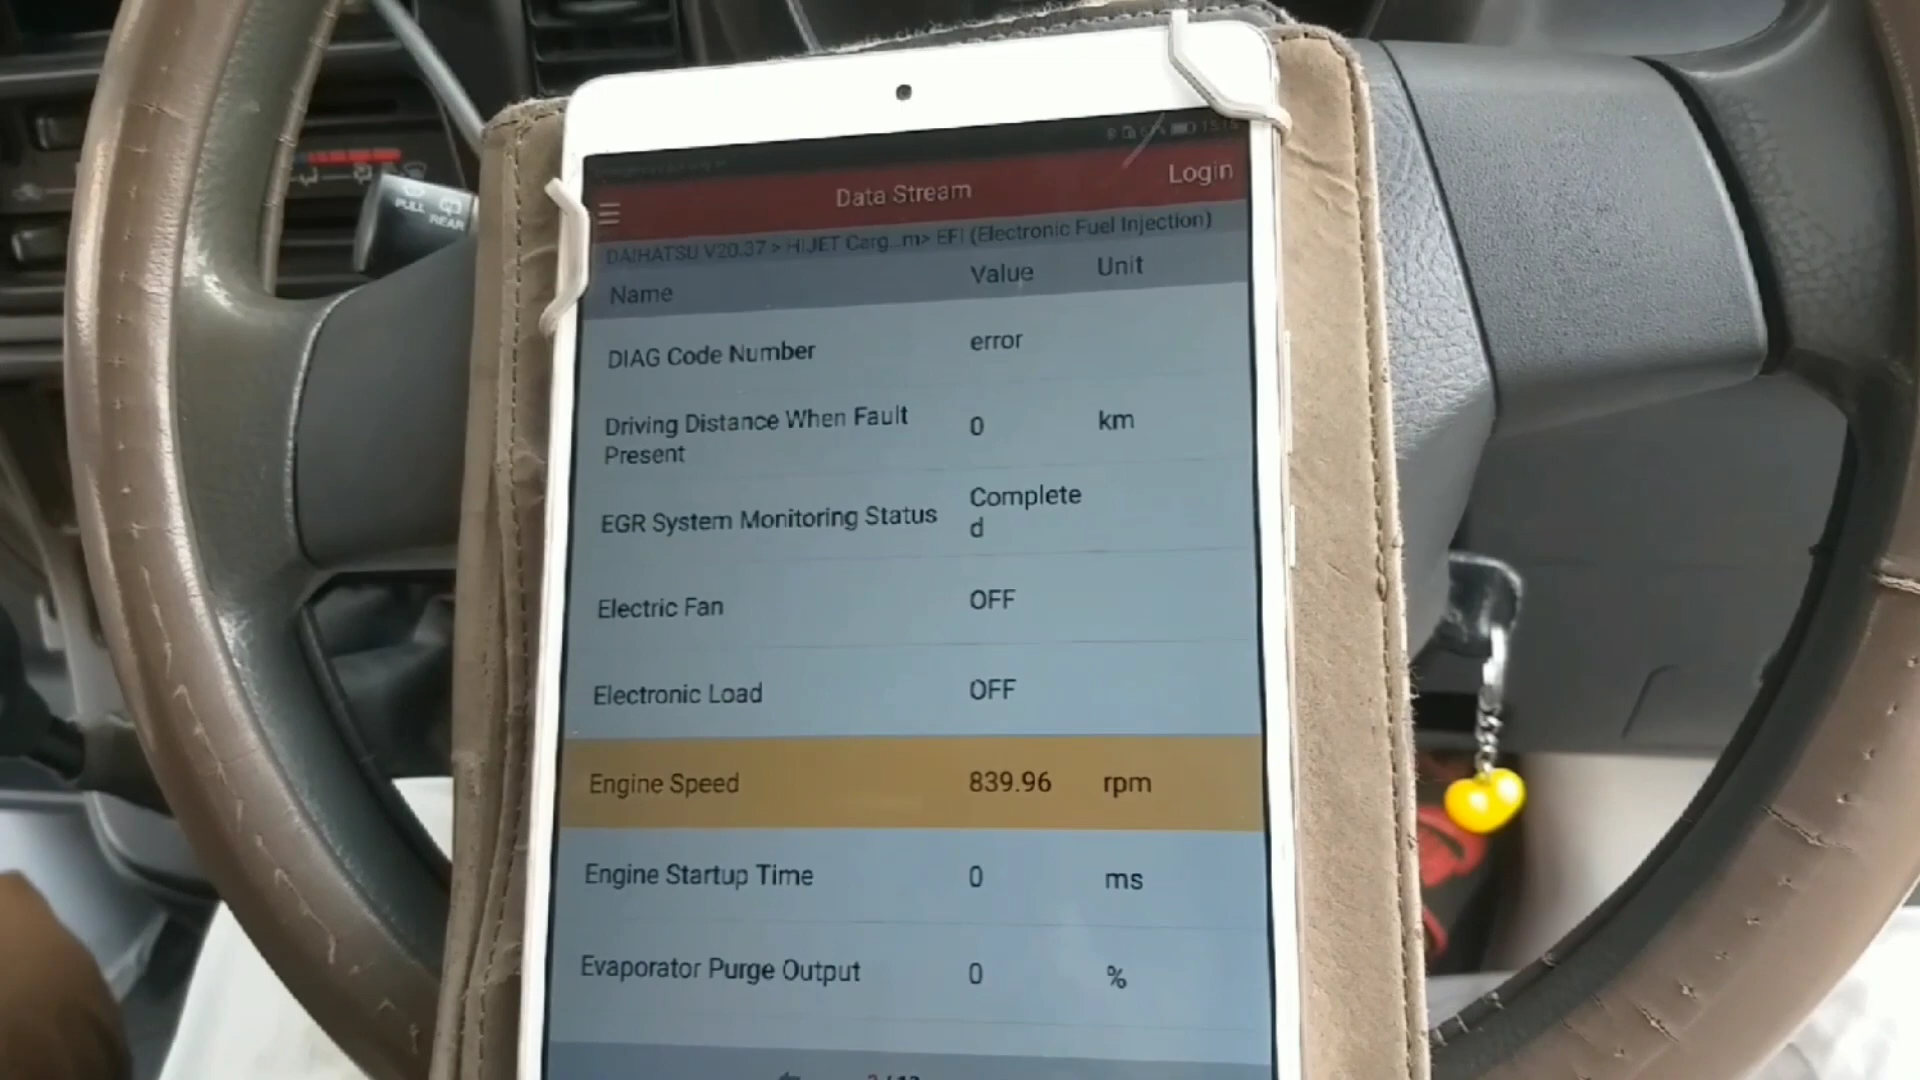 PULL
REAR
Data Stream
Login
DAIHATSU V20.37 > HIJET Carg...m> EFI (Electronic Fuel Injection)
Name Value Unit
DIAG Code Number error
Driving Distance When Fault 0 km
Present
EGR System Monitoring Status Complete
d
Electric Fan OFF
Electronic Load OFF
Engine Speed 839.96 rpm
Engine Startup Time 0 ms
Evaporator Purge Output 0 %